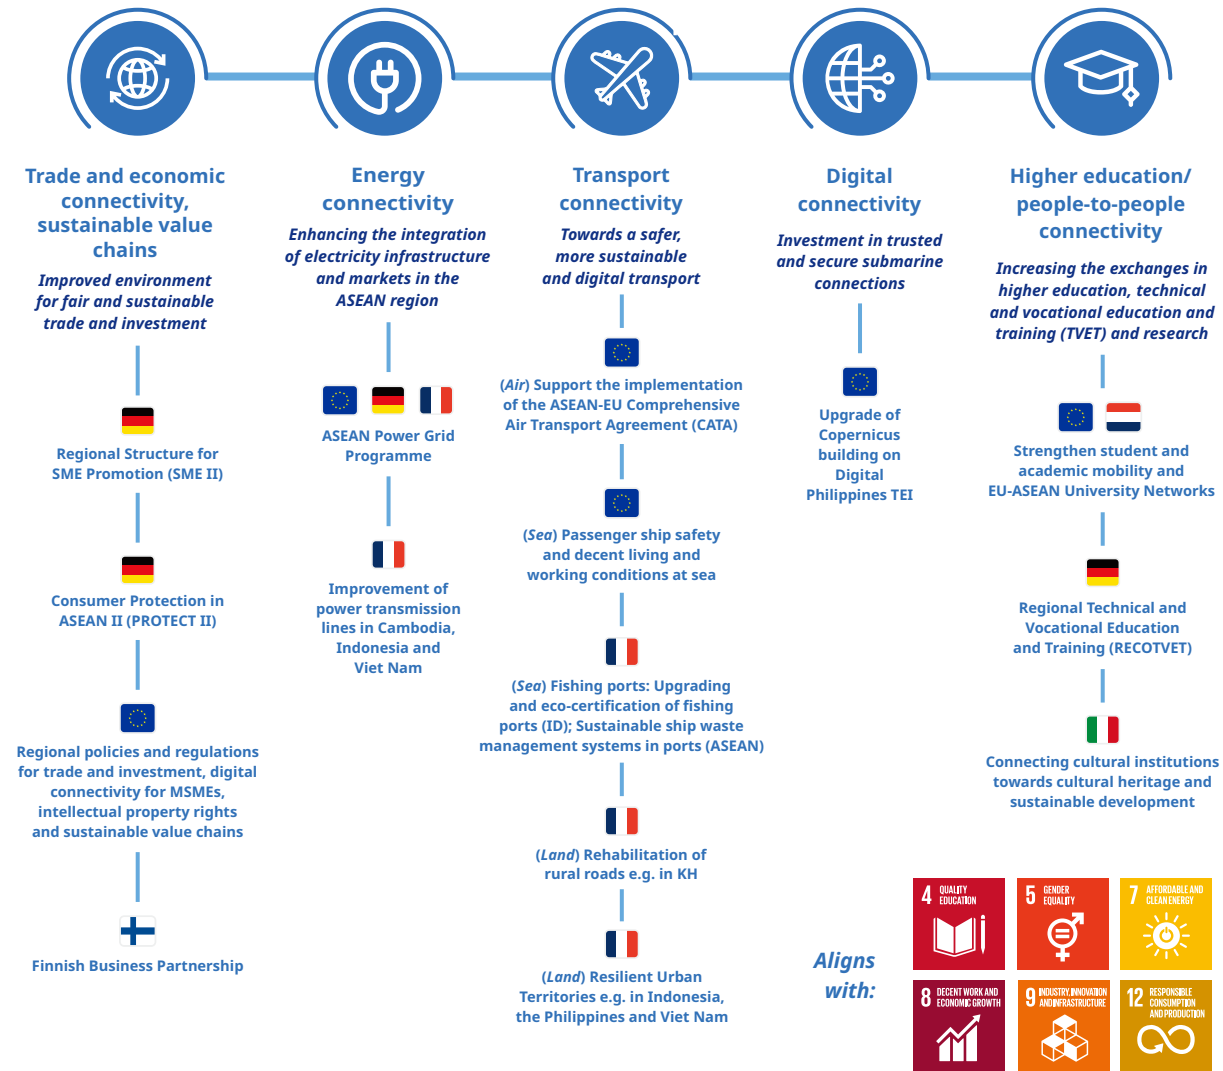 Trade and economic
connectivity,
sustainable value
chains
Improved environment
for fair and sustainable
trade and investment
Regional Structure for
SME Promotion (SME II)
Consumer Protection in
ASEAN II (PROTECT II)
Regional policies and regulations
for trade and investment, digital
connectivity for MSMEs,
intellectual property rights
and sustainable value chains
Finnish Business Partnership
Energy
connectivity
Enhancing the integration
of electricity infrastructure
and markets in the
ASEAN region
ASEAN Power Grid
Programme
Improvement of
power transmission
lines in Cambodia,
Indonesia and
Viet Nam
Transport
connectivity
Towards a safer,
more sustainable
and digital transport
(Air) Support the implementation
of the ASEAN-EU Comprehensive
Air Transport Agreement (CATA)
(Sea) Passenger ship safety
and decent living and
working conditions at sea
(Sea) Fishing ports: Upgrading
and eco-certification of fishing
ports (ID); Sustainable ship waste
management systems in ports (ASEAN)
(Land) Rehabilitation of
rural roads e.g. in KH
(Land) Resilient Urban
Territories e.g. in Indonesia,
the Philippines and Viet Nam
Digital
connectivity
Investment in trusted
and secure submarine
connections
Upgrade of
Copernicus
building on
Digital
Philippines TEI
Higher education/
people-to-people
connectivity
Increasing the exchanges in
higher education, technical
and vocational education and
training (TVET) and research
Strengthen student and
academic mobility and
EU-ASEAN University Networks
Regional Technical and
Vocational Education
and Training (RECOTVET)
Connecting cultural institutions
towards cultural heritage and
sustainable development
Aligns
with:
4 QUALITY
EDUCATION
5 GENDER
EQUALITY
7 AFFORDABLE AND
CLEAN ENERGY
8 DECENT WORK AND
ECONOMIC GROWTH
9 INDUSTRY, INNOVATION
AND INFRASTRUCTURE
12 RESPONSIBLE
CONSUMPTION
AND PRODUCTION